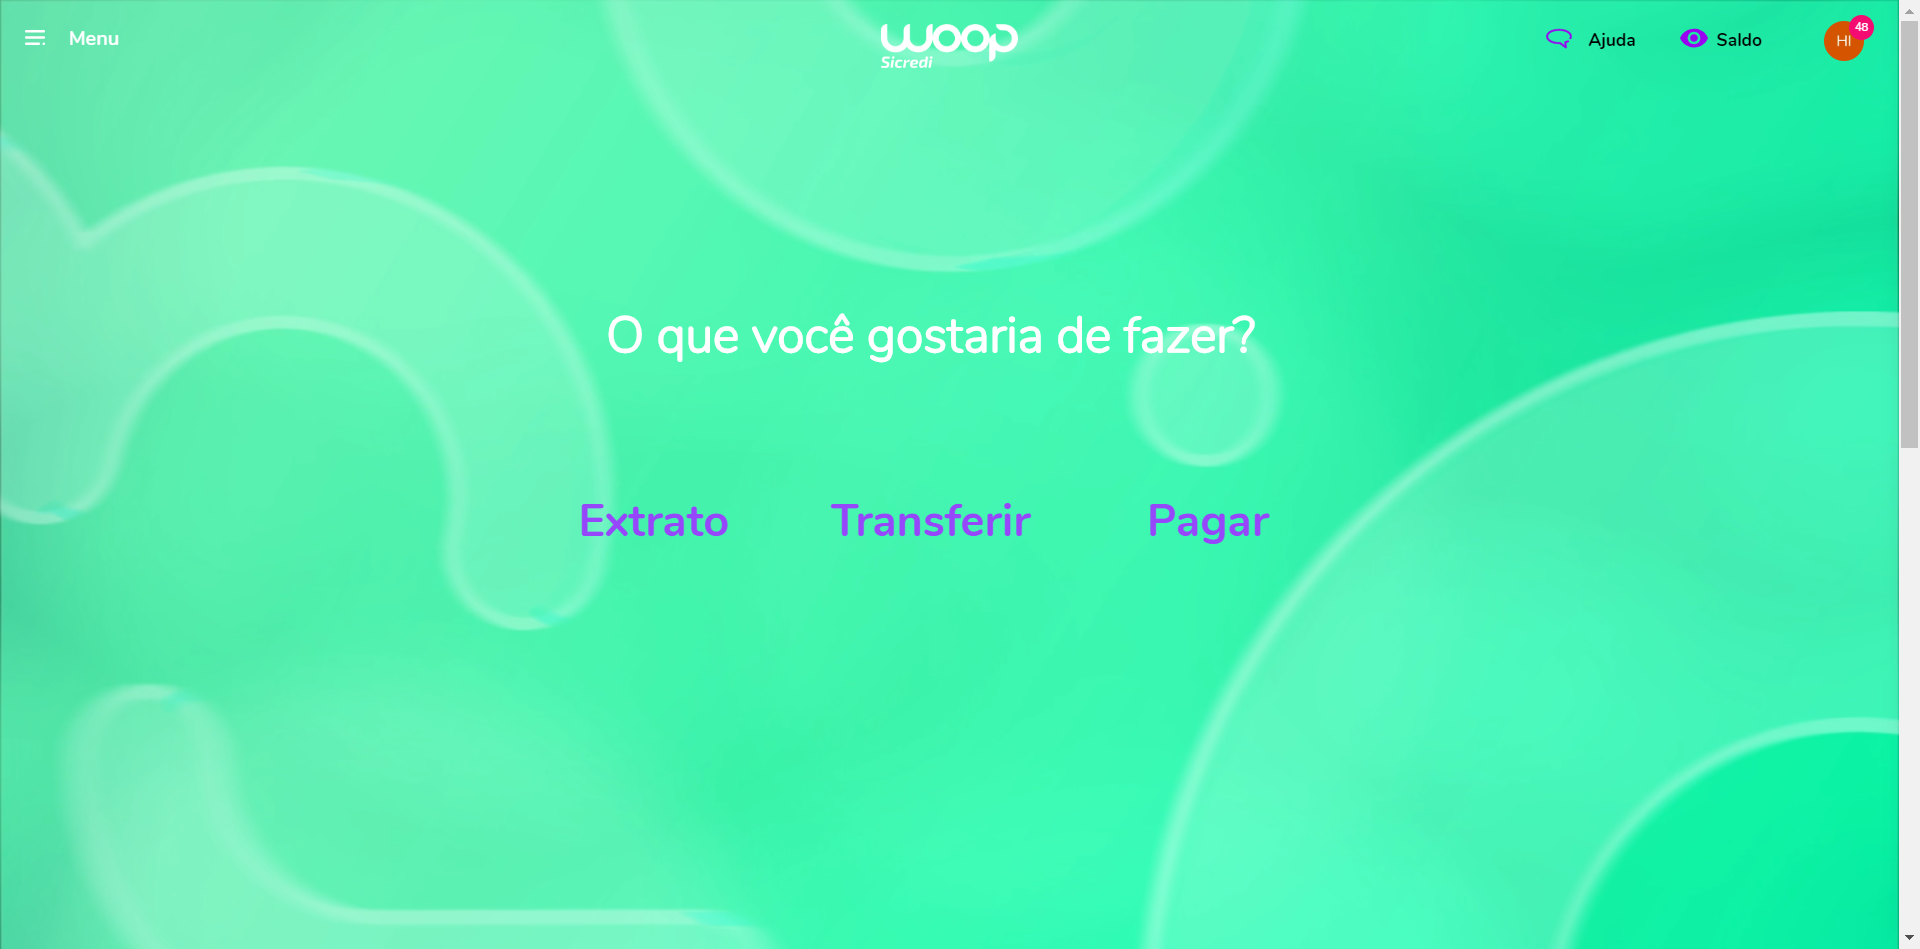 Menu
woop
Sicredi
Ajuda
Saldo
HI
48
O que você gostaria de fazer?
Extrato
Transferir
Pagar